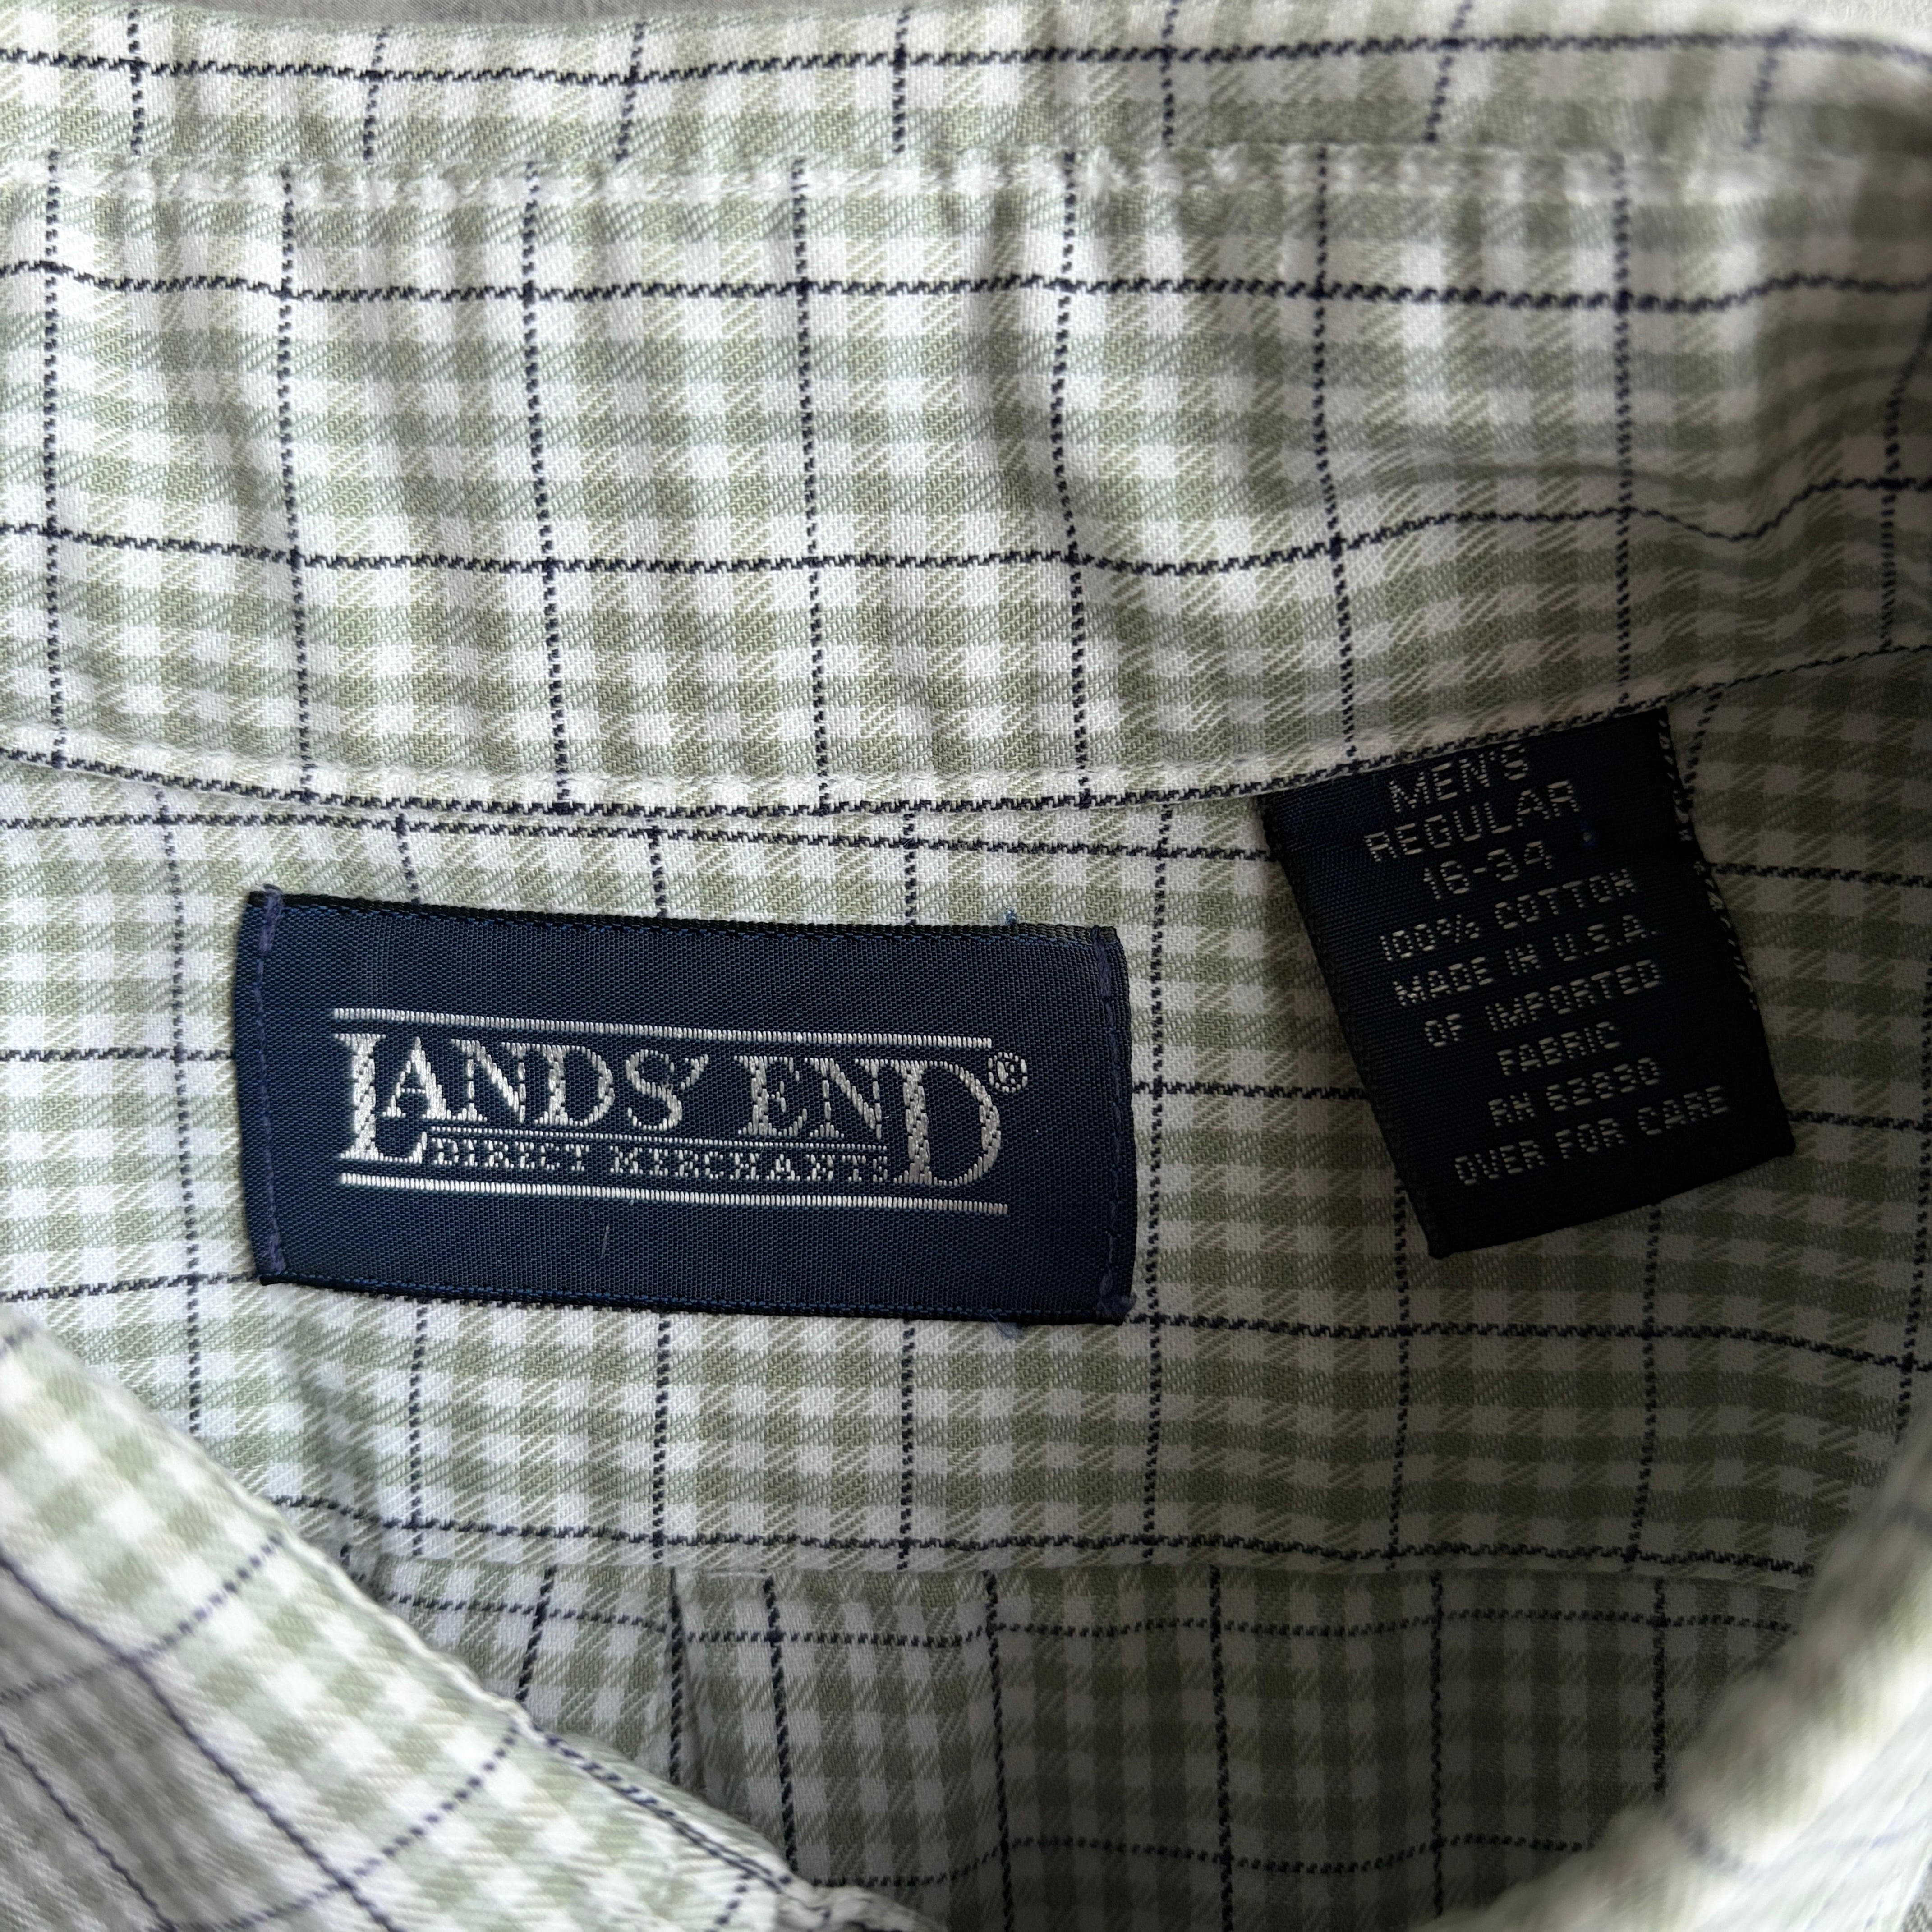 LANDS' END®
DIRECT MERCHANTS
MEN'S
REGULAR
16-34
100% COTTON
MADE IN U.S.A.
OF IMPORTED
FABRIC
RN 62830
OVER FOR CARE